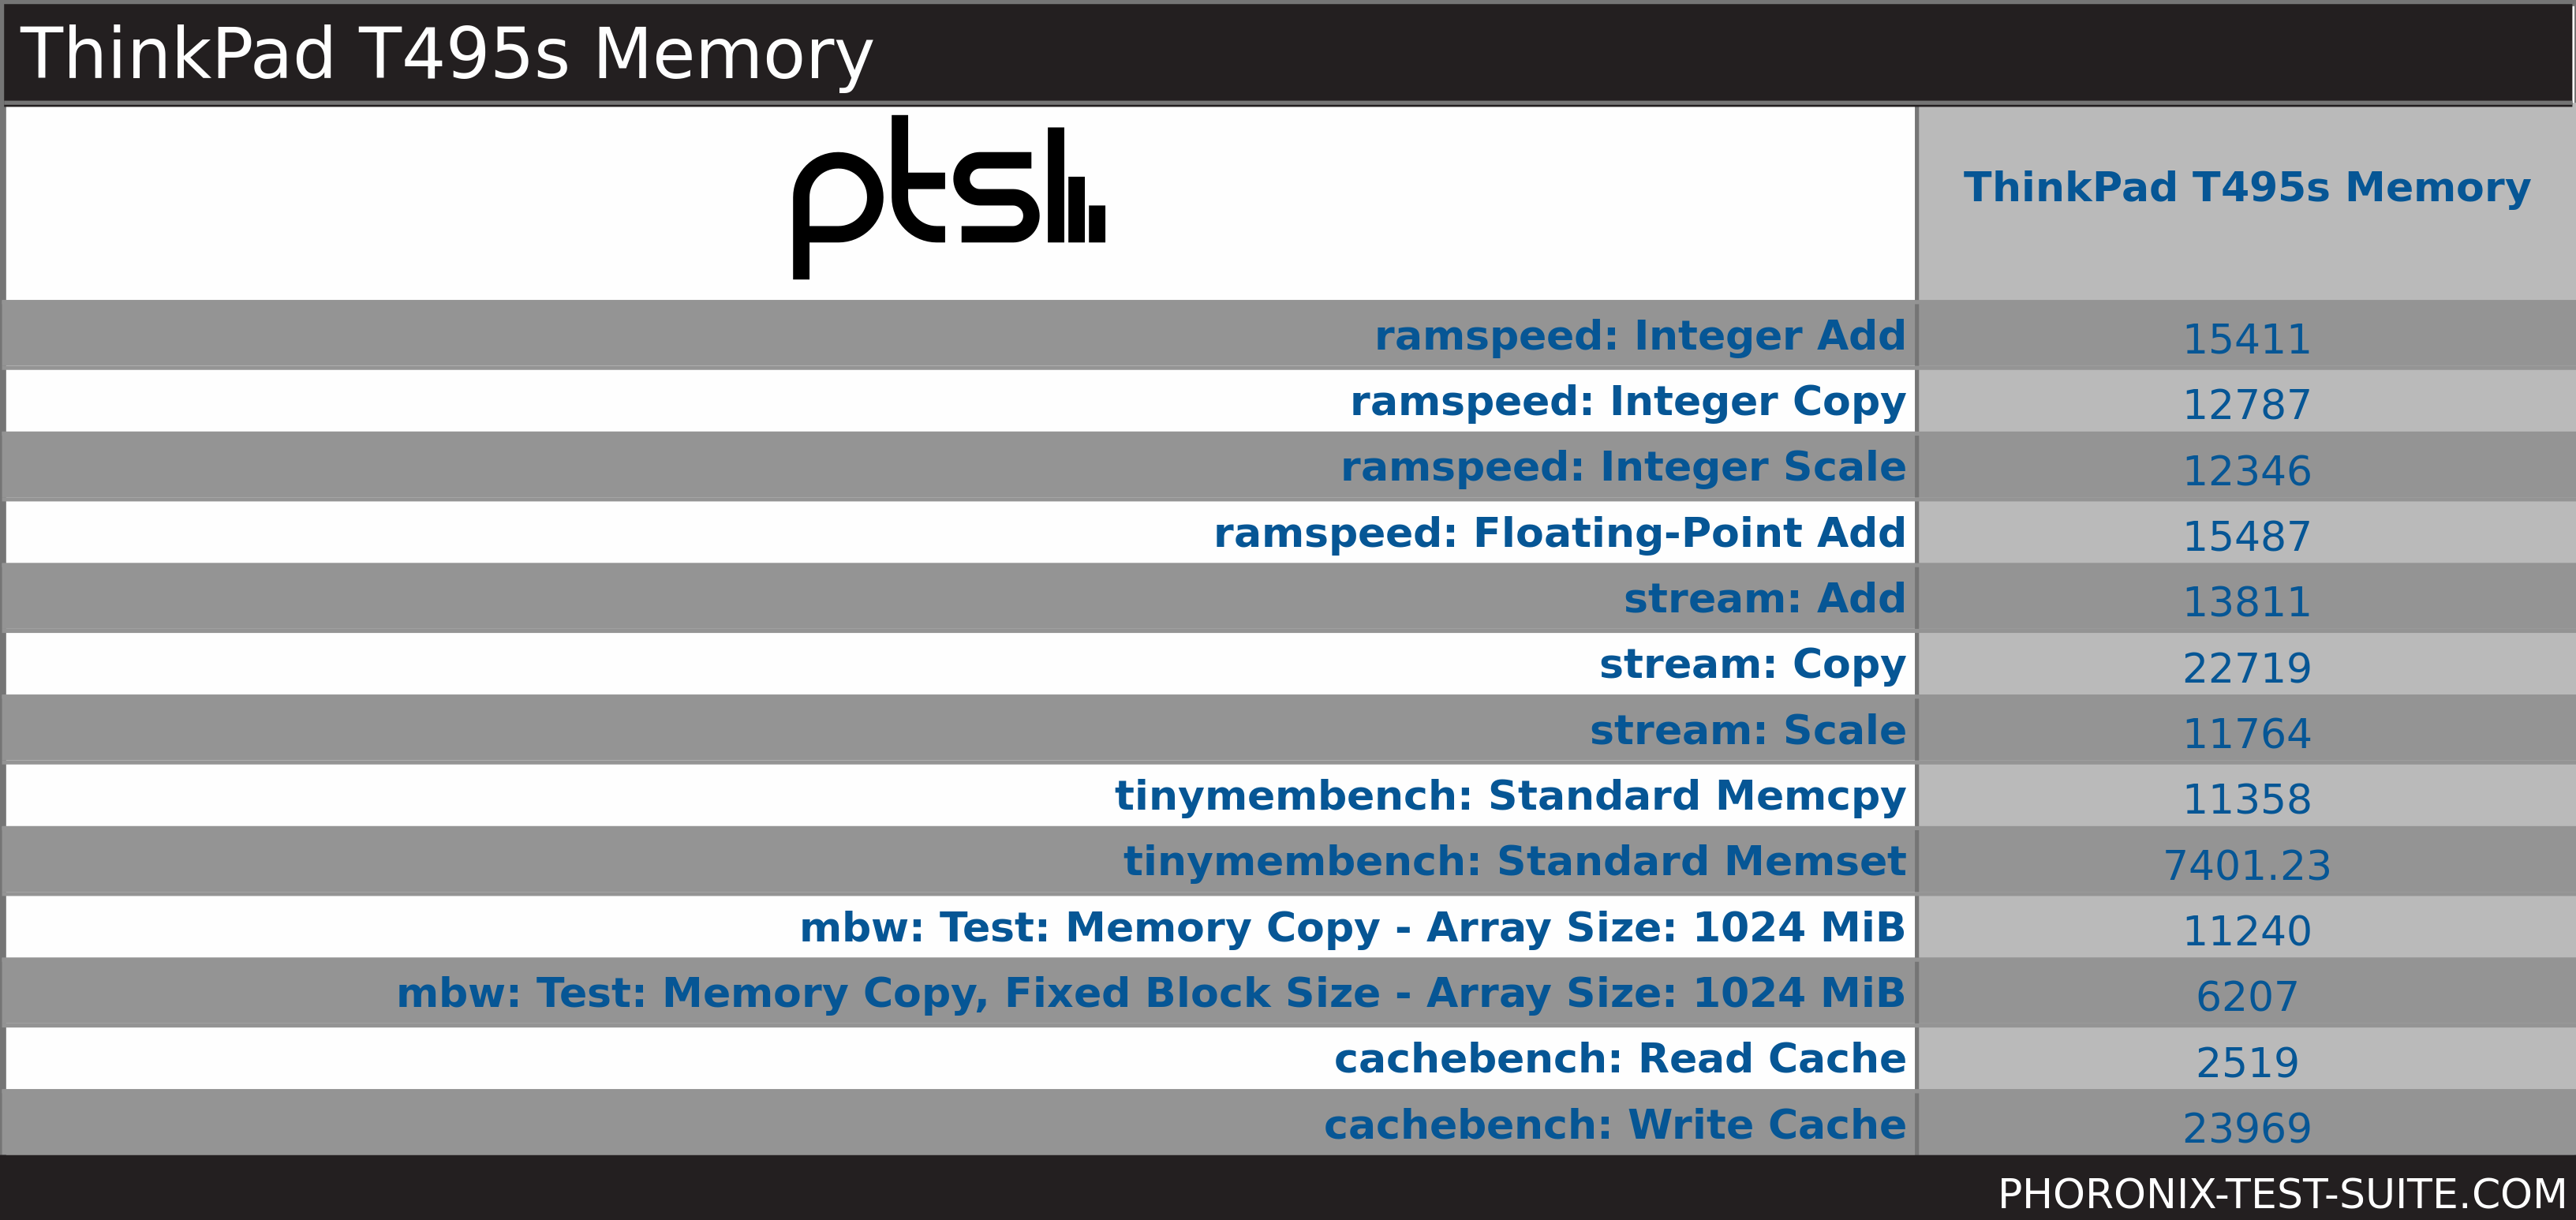 ThinkPad T495s Memory
pts
ThinkPad T495s Memory
ramspeed: Integer Add 15411
ramspeed: Integer Copy 12787
ramspeed: Integer Scale 12346
ramspeed: Floating-Point Add 15487
stream: Add 13811
stream: Copy 22719
stream: Scale 11764
tinymembench: Standard Memcpy 11358
tinymembench: Standard Memset 7401.23
mbw: Test: Memory Copy - Array Size: 1024 MiB 11240
mbw: Test: Memory Copy, Fixed Block Size - Array Size: 1024 MiB 6207
cachebench: Read Cache 2519
cachebench: Write Cache 23969
PHORONIX-TEST-SUITE.COM